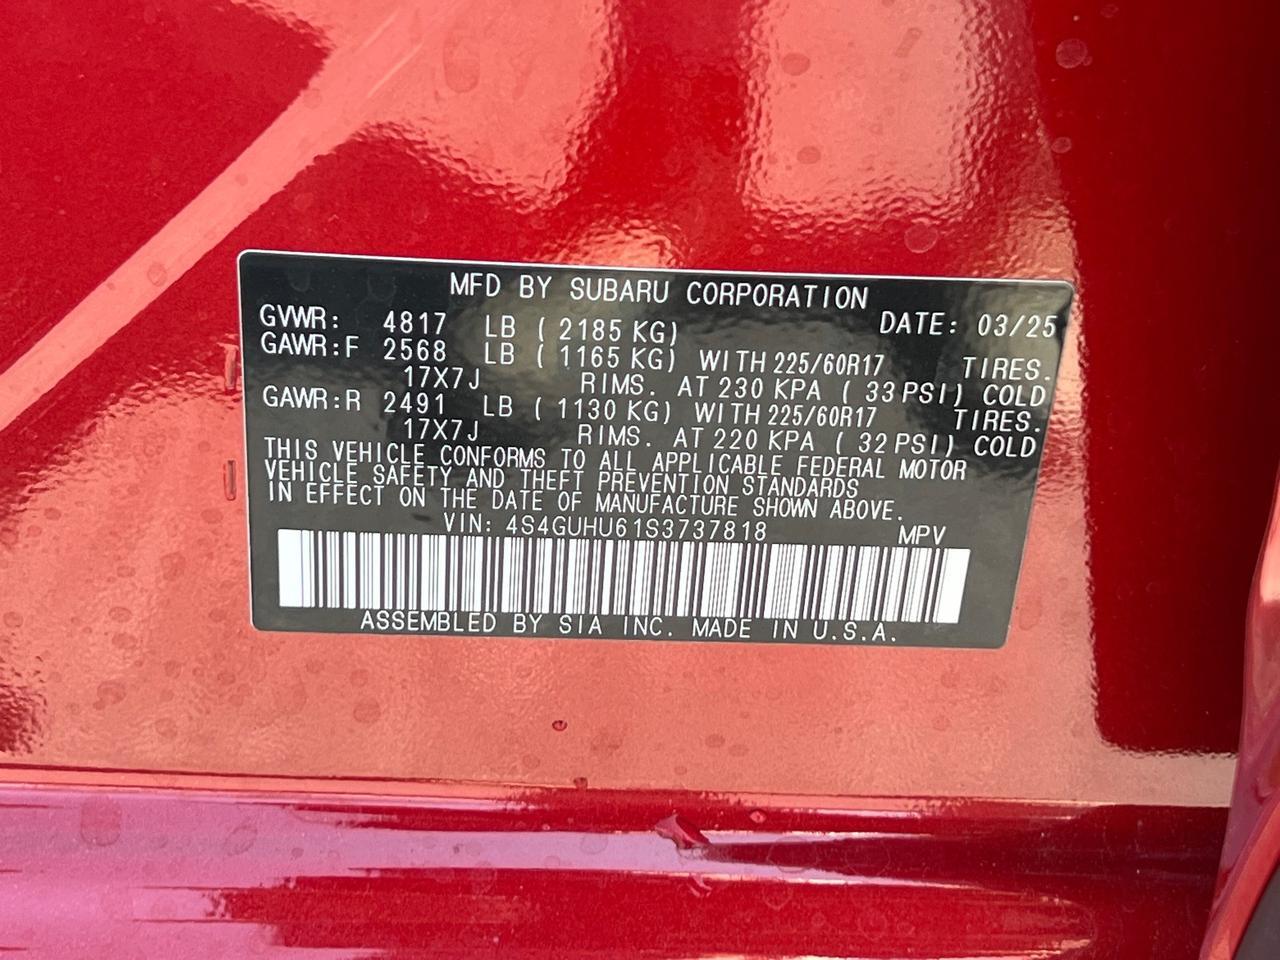 MFD BY SUBARU CORPORATION
GVWR: 4817 LB ( 2185 KG) DATE: 03/25
GAWR:F 2568 LB ( 1165 KG) WITH 225/60R17 TIRES.
17X7J RIMS. AT 230 KPA ( 33 PSI) COLD
GAWR:R 2491 LB ( 1130 KG) WITH 225/60R17 TIRES.
17X7J RIMS. AT 220 KPA ( 32 PSI) COLD
THIS VEHICLE CONFORMS TO ALL APPLICABLE FEDERAL MOTOR
VEHICLE SAFETY AND THEFT PREVENTION STANDARDS
IN EFFECT ON THE DATE OF MANUFACTURE SHOWN ABOVE.
VIN: 4S4GUHU61S3737818 MPV
ASSEMBLED BY SIA INC. MADE IN U.S.A.